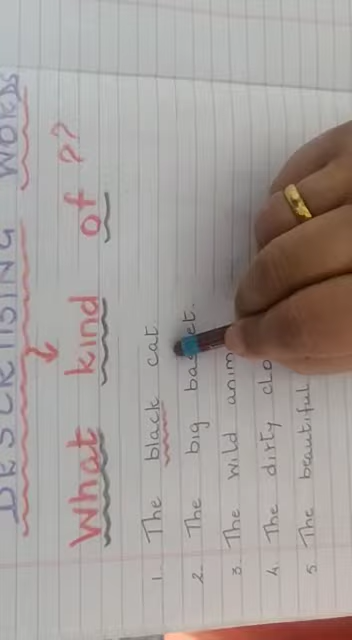 DESCRIBING WORDS
What kind of ??
1. The black cat.
2. The big basket.
3. The wild anim
4. The dirty clo
5. The beautiful